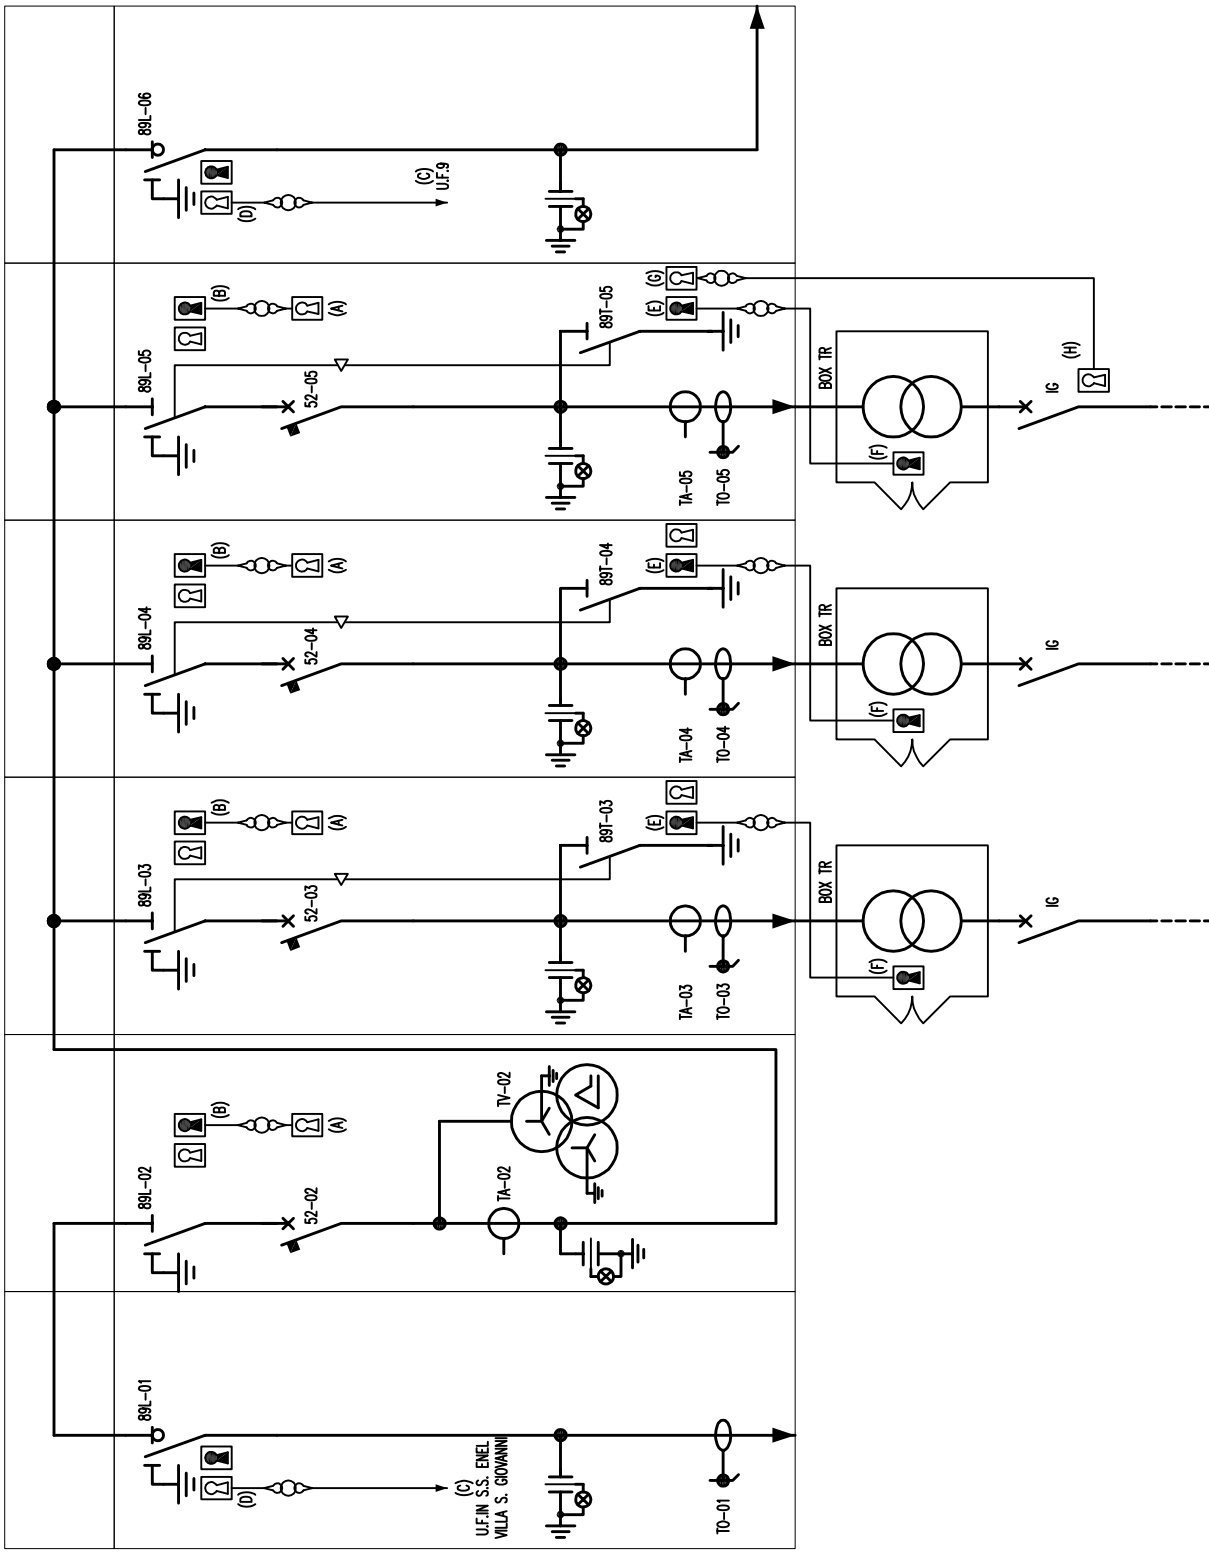 89L-06
(D)
(C)
U.F.9
89L-05
(B)
(A)
52-05
89T-05
(G)
(E)
TA-05
TO-05
BOX TR
(F)
IG
(H)
89L-04
(B)
(A)
52-04
89T-04
(E)
TA-04
TO-04
BOX TR
(F)
IG
89L-03
(B)
(A)
52-03
89T-03
(E)
TA-03
TO-03
BOX TR
(F)
IG
89L-02
(B)
(A)
52-02
TV-02
TA-02
89L-01
(D)
(C)
U.F.IN S.S. ENEL
VILLA S. GIOVANNI
TO-01